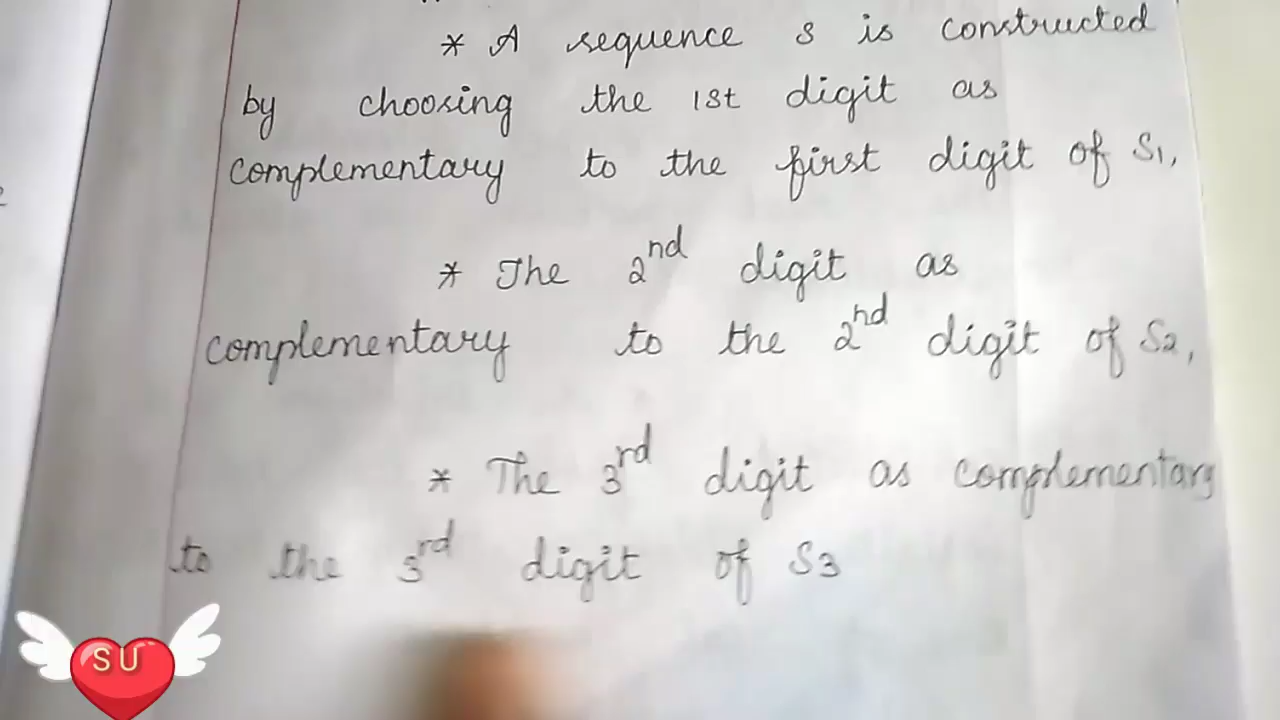 * A sequence s is constructed
by choosing the 1st digit as
complementary to the first digit of S1,
* The 2nd digit as
complementary to the 2nd digit of S2,
* The 3rd digit as complementary
to the 3rd digit of S3
SU